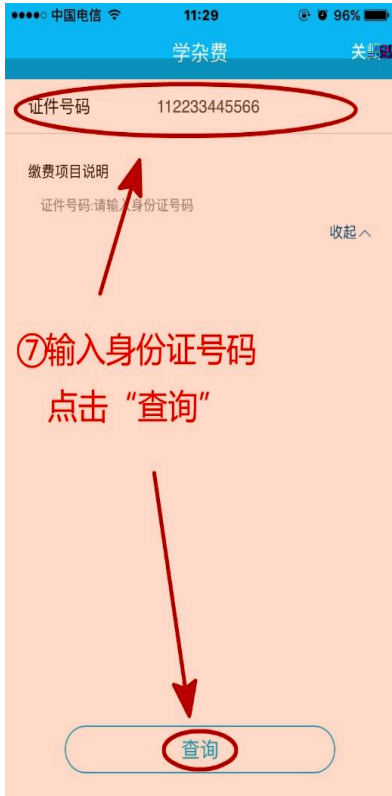 中国电信 11:29 96%
学杂费 关
证件号码 112233445566
缴费项目说明
证件号码:请输入身份证号码
收起
⑦输入身份证号码
点击“查询”
查询